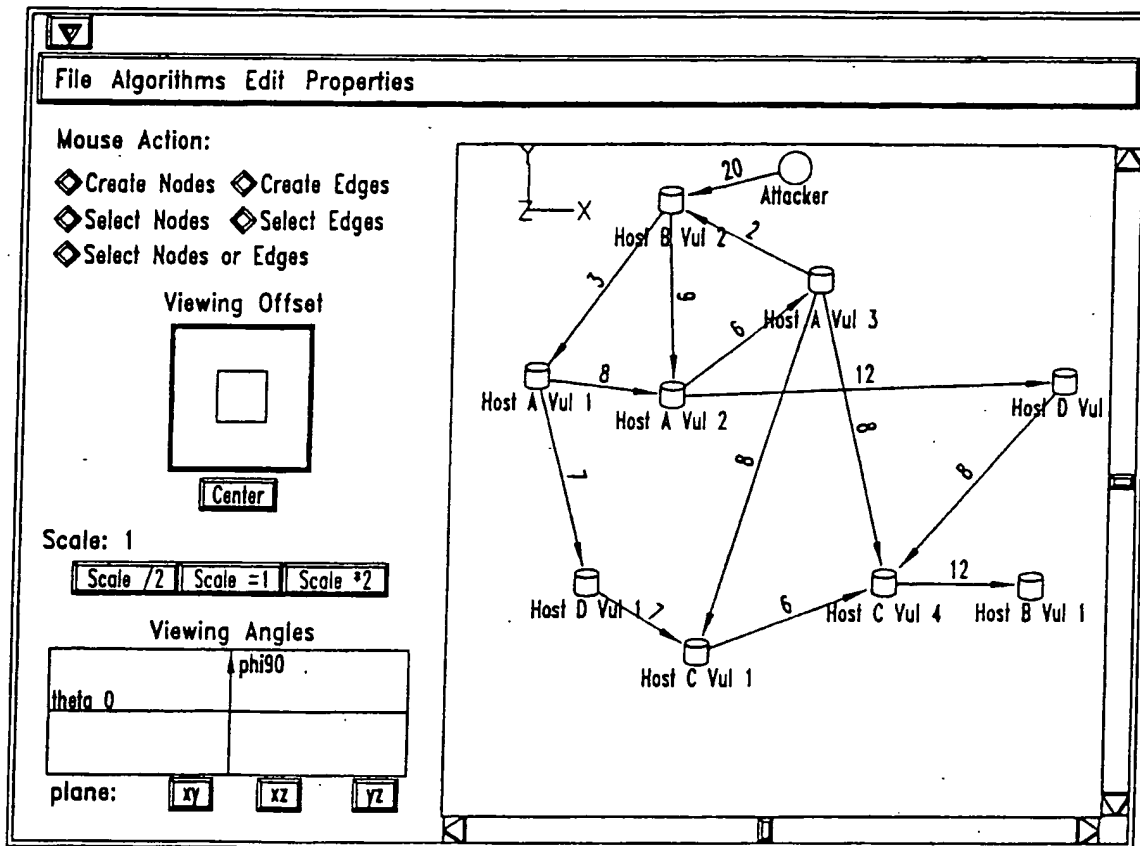 File Algorithms Edit Properties
Mouse Action:
Create Nodes Create Edges
Select Nodes Select Edges
Select Nodes or Edges
Viewing Offset
Center
Scale: 1
Scale /2 Scale =1 Scale *2
Viewing Angles
phi90
theta 0
plane: xy xz yz
Y
Z X
20
Attacker
Host B Vul 2
2
3
6
6
Host A Vul 3
8
12
Host A Vul 1
Host A Vul 2
Host D Vul
8
8
8
7
12
Host D Vul 1
7
6
Host C Vul 4
Host B Vul 1
Host C Vul 1